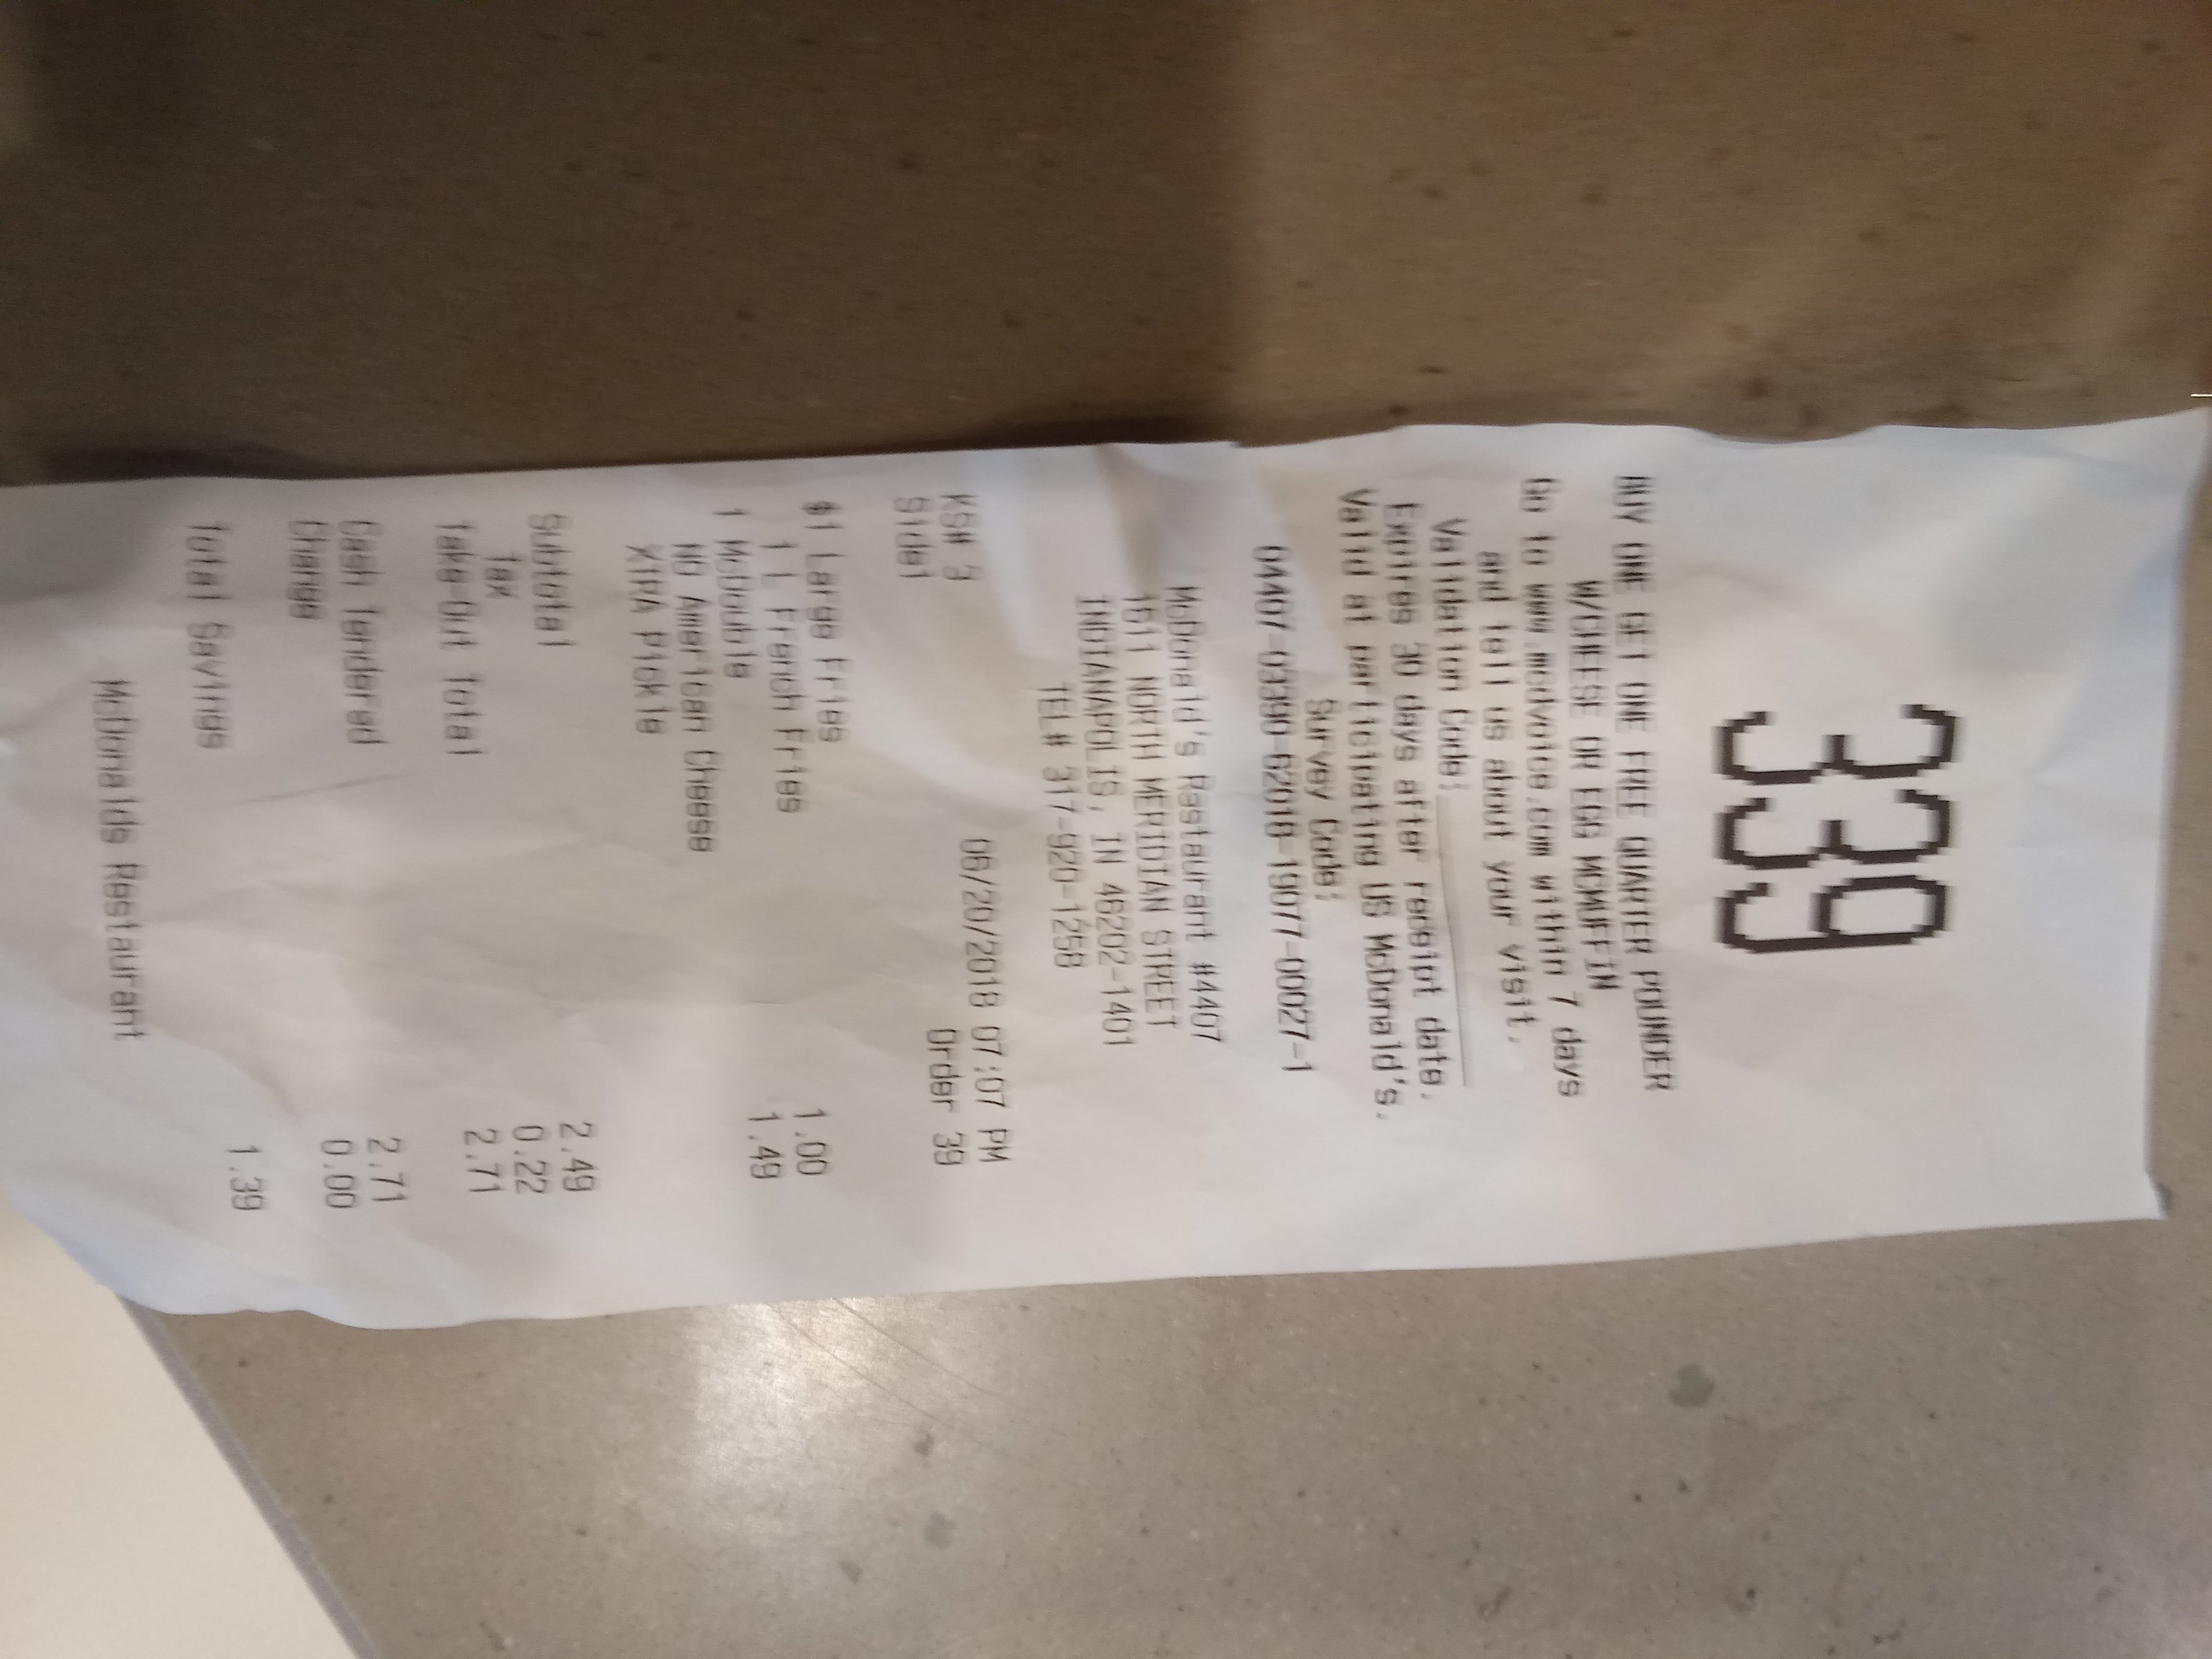 339
BUY ONE GET ONE FREE QUARTER POUNDER
W/CHEESE OR EGG MCMUFFIN
Go to www.mcdvoice.com within 7 days
and tell us about your visit.
Validation Code:
Expires 30 days after receipt date.
Valid at participating US McDonald's.
Survey Code:
04407-03390-62018-19077-00027-1
McDonald's Restaurant #4407
1611 NORTH MERIDIAN STREET
INDIANAPOLIS, IN 46202-1401
TEL# 317-920-1258
KS# 3 06/20/2018 07:07 PM
Side1 Order 39
$1 Large Fries 1.00
1 L French Fries
1 McDouble 1.49
NO American Cheese
XTRA Pickle
Subtotal 2.49
Tax 0.22
Take-Out Total 2.71
Cash Tendered 2.71
Change 0.00
Total Savings 1.39
McDonalds Restaurant